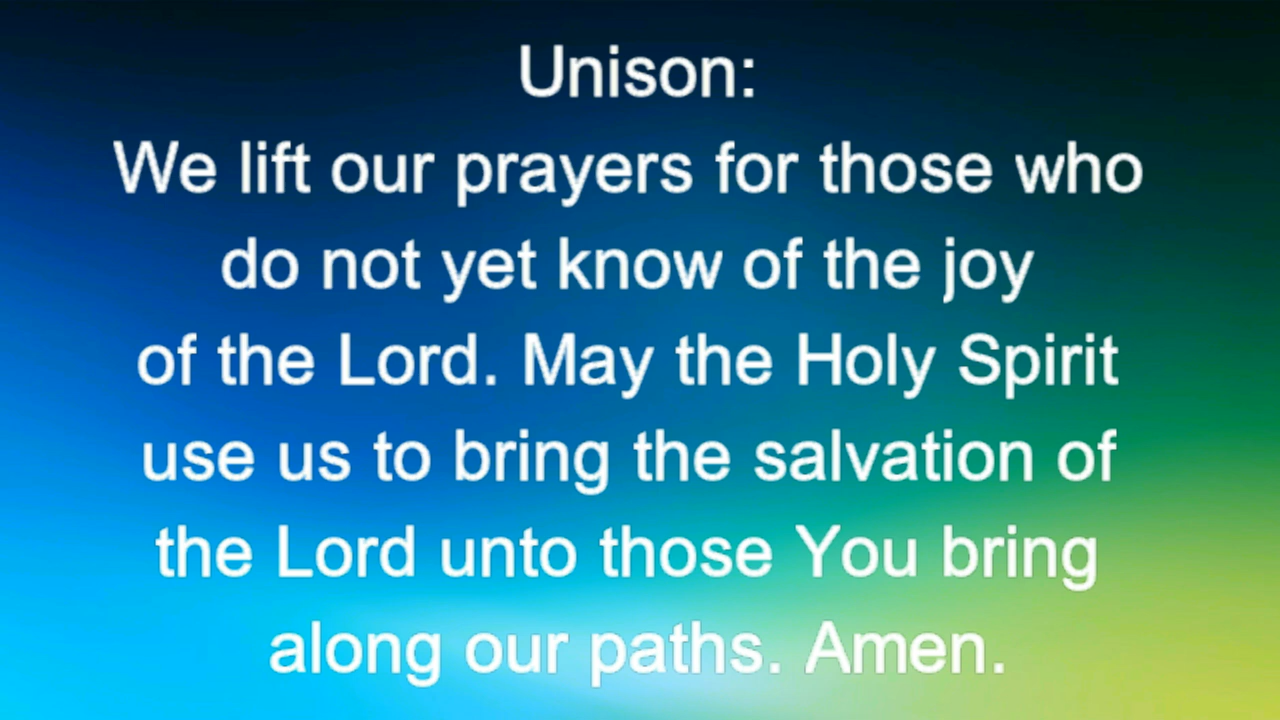 Unison:
We lift our prayers for those who
do not yet know of the joy
of the Lord. May the Holy Spirit
use us to bring the salvation of
the Lord unto those You bring
along our paths. Amen.